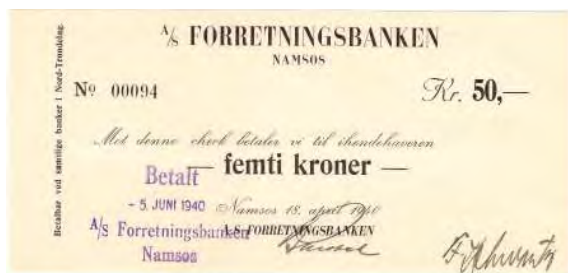 A/S FORRETNINGSBANKEN
NAMSOS
Nº 00094
Kr. 50,—
Mot denne check betaler vi til ihendehaveren
— femti kroner —
Betalt
- 5. JUNI 1940
Namsos 18. april 1940
A/S Forretningsbanken
A/S FORRETNINGSBANKEN
Namsos
Betalbar ved samtlige banker i Nord-Trøndelag.